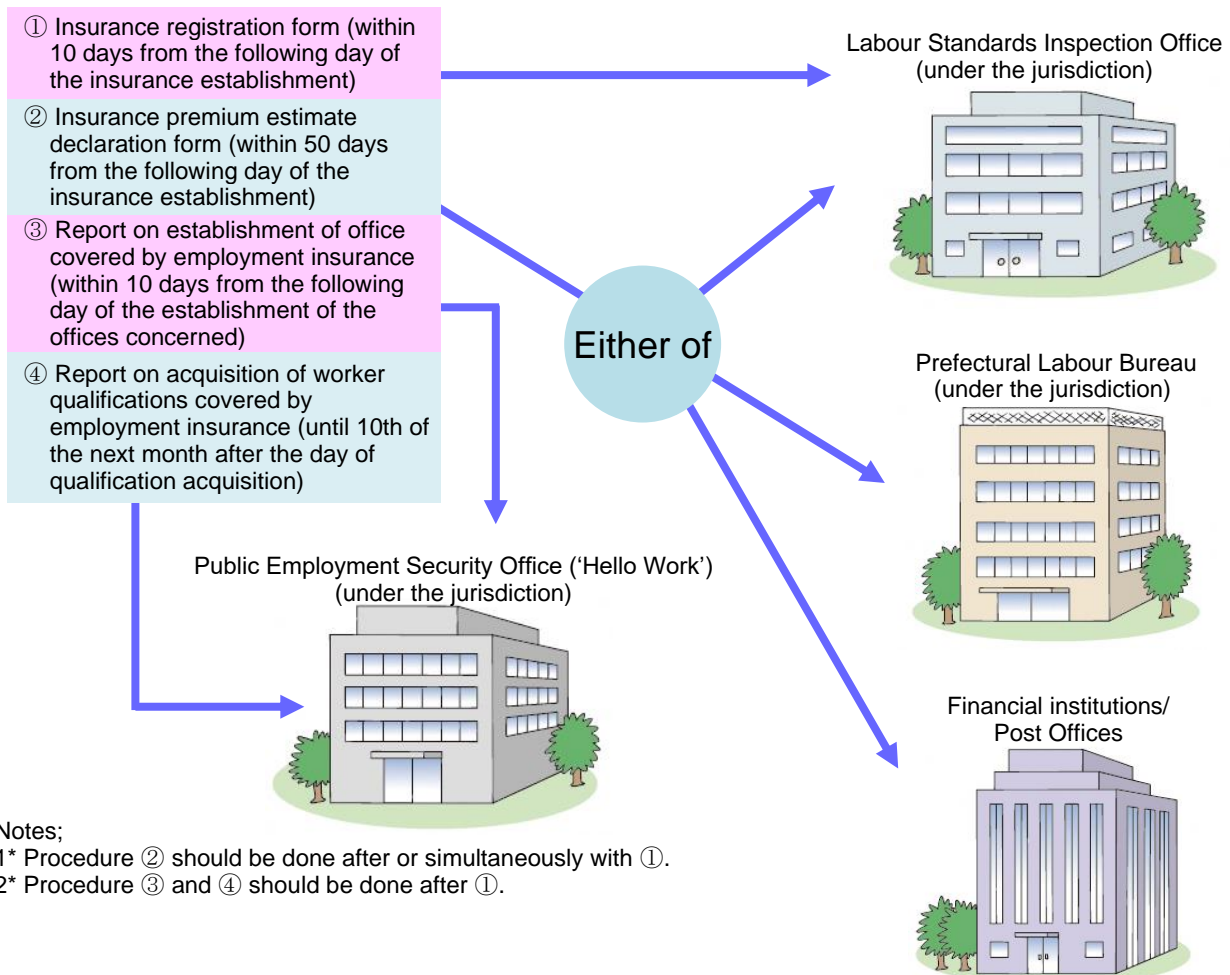 ① Insurance registration form (within
10 days from the following day of
the insurance establishment)
② Insurance premium estimate
declaration form (within 50 days
from the following day of the
insurance establishment)
③ Report on establishment of office
covered by employment insurance
(within 10 days from the following
day of the establishment of the
offices concerned)
④ Report on acquisition of worker
qualifications covered by
employment insurance (until 10th of
the next month after the day of
qualification acquisition)
Either of
Labour Standards Inspection Office
(under the jurisdiction)
Prefectural Labour Bureau
(under the jurisdiction)
Financial institutions/
Post Offices
Public Employment Security Office (‘Hello Work’)
(under the jurisdiction)
Notes;
1* Procedure ② should be done after or simultaneously with ①.
2* Procedure ③ and ④ should be done after ①.